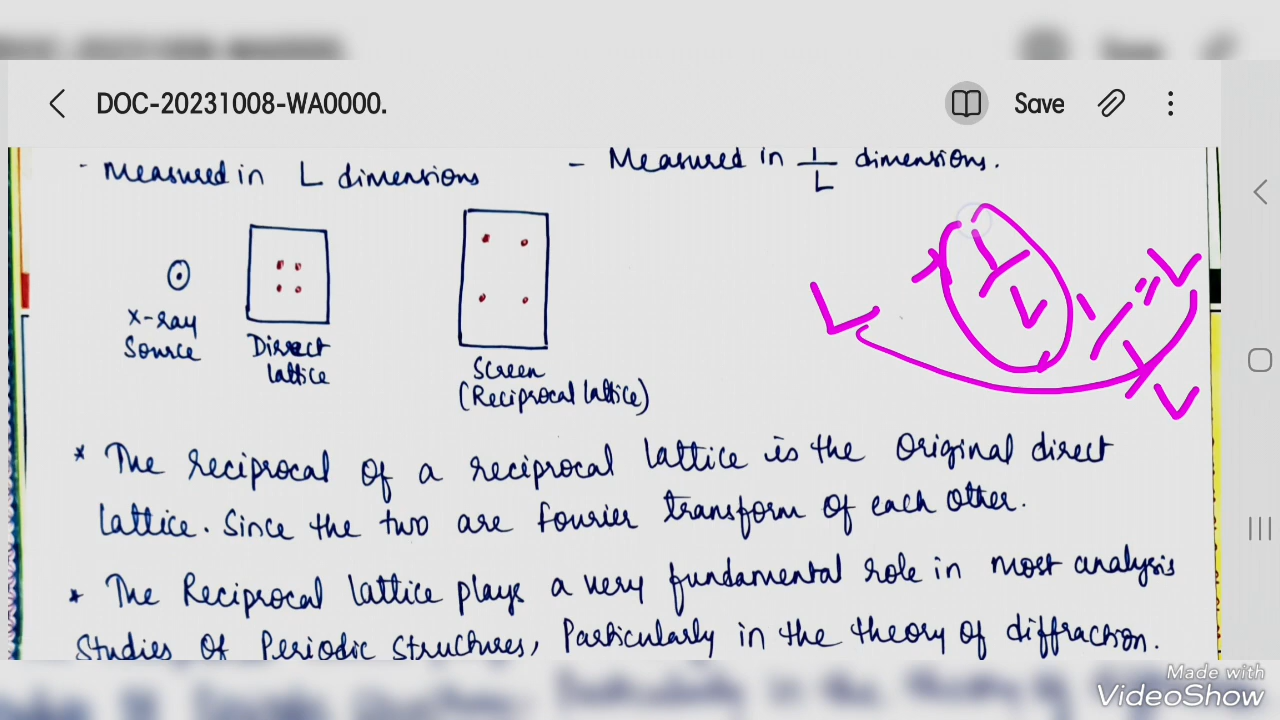 DOC-20231008-WA0000.
Save
- Measured in L dimensions
- Measured in 1/L dimensions.
X-ray
Source
Direct
lattice
Screen
(Reciprocal lattice)
L
1/L
1/1/L = L
* The reciprocal of a reciprocal lattice is the Original direct
lattice. Since the two are fourier transform of each other.
* The Reciprocal lattice plays a very fundamental role in most analysis
Studies of Periodic structures, Particularly in the theory of diffraction.
Made with
VideoShow